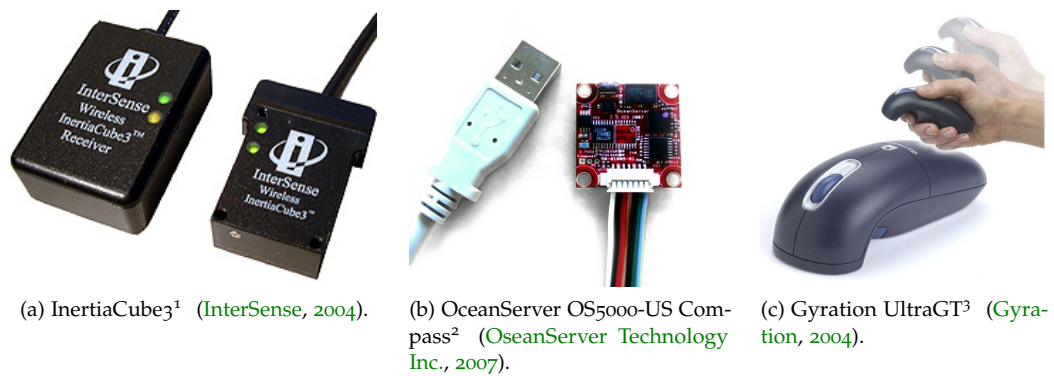 InterSense
Wireless
InertiaCube3™
Receiver
InterSense
Wireless
InertiaCube3™
OceanServer
(a) InertiaCube3¹ (InterSense, 2004).
(b) OceanServer OS5000-US Com-
pass² (OseanServer Technology
Inc., 2007).
(c) Gyration UltraGT³ (Gyra-
tion, 2004).